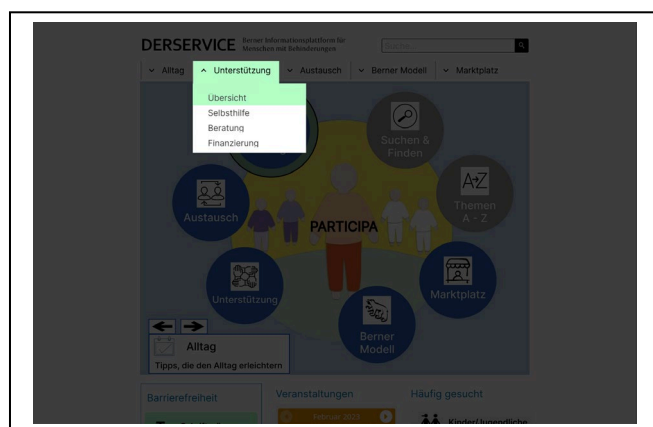 DERSERVICE
Berner Informationsplattform für
Menschen mit Behinderungen
Suche
Alltag Unterstützung Austausch Berner Modell Marktplatz
Übersicht
Selbsthilfe
Beratung
Finanzierung
Suchen &
Finden
A Z
Themen
A - Z
Austausch
PARTICIPA
Marktplatz
Unterstützung
Berner
Modell
Alltag
Tipps, die den Alltag erleichtern
Barrierefreiheit
Veranstaltungen
Häufig gesucht
Februar 2025
Kinder/Jugendliche